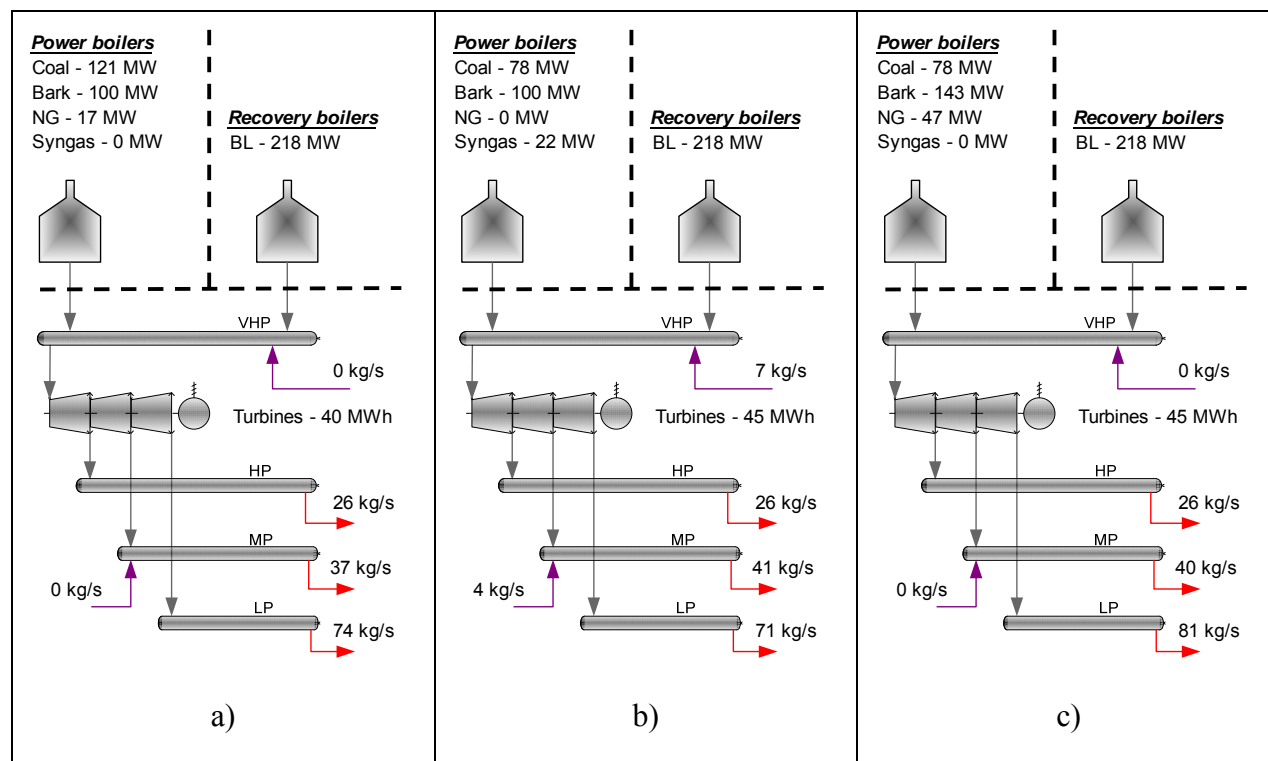 Power boilers
Coal - 121 MW
Bark - 100 MW
NG - 17 MW
Syngas - 0 MW
Recovery boilers
BL - 218 MW
VHP
0 kg/s
Turbines - 40 MWh
HP
26 kg/s
MP
37 kg/s
0 kg/s
LP
74 kg/s
a)
Power boilers
Coal - 78 MW
Bark - 100 MW
NG - 0 MW
Syngas - 22 MW
Recovery boilers
BL - 218 MW
VHP
7 kg/s
Turbines - 45 MWh
HP
26 kg/s
MP
41 kg/s
4 kg/s
LP
71 kg/s
b)
Power boilers
Coal - 78 MW
Bark - 143 MW
NG - 47 MW
Syngas - 0 MW
Recovery boilers
BL - 218 MW
VHP
0 kg/s
Turbines - 45 MWh
HP
26 kg/s
MP
40 kg/s
0 kg/s
LP
81 kg/s
c)